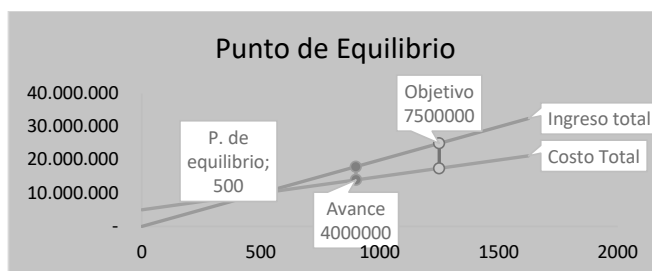 Punto de Equilibrio
40.000.000
30.000.000
20.000.000
10.000.000
-
0
500
1000
1500
2000
P. de
equilibrio;
500
Objetivo
7500000
Avance
4000000
Ingreso total
Costo Total